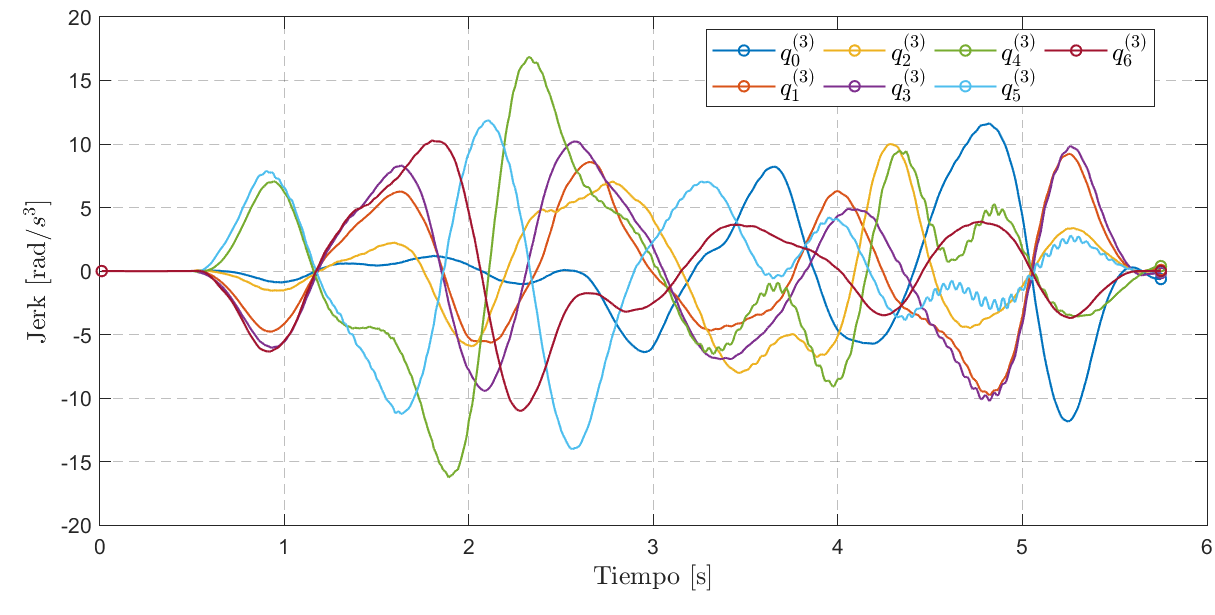 20
15
10
5
0
-5
-10
-15
-20
Jerk [rad/s³]
q₀⁽³⁾ q₂⁽³⁾ q₄⁽³⁾ q₆⁽³⁾
q₁⁽³⁾ q₃⁽³⁾ q₅⁽³⁾
0 1 2 3 4 5 6
Tiempo [s]